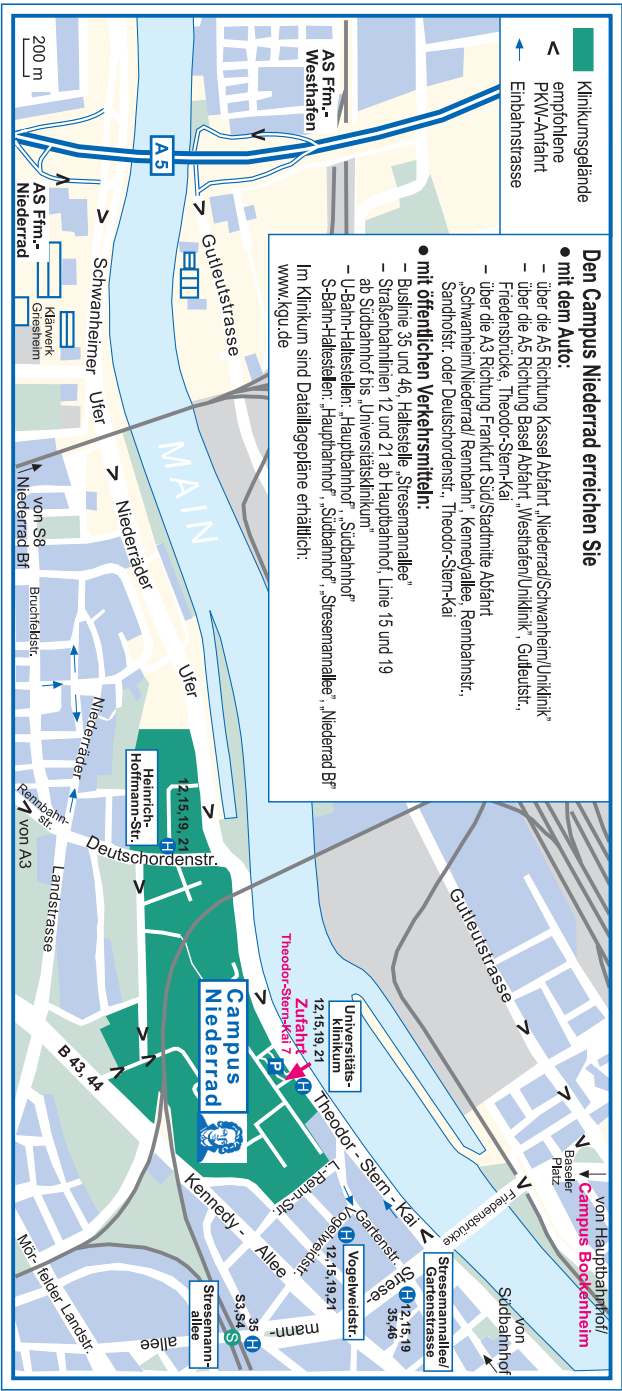 Klinikumsgelände
empfohlene
PKW-Anfahrt
Einbahnstrasse
Den Campus Niederrad erreichen Sie
• mit dem Auto:
– über die A5 Richtung Kassel Abfahrt „Niederrad/Schwanheim/Uniklinik"
– über die A5 Richtung Basel Abfahrt „Westhafen/Uniklinik", Gutleutstr.,
Friedensbrücke, Theodor-Stern-Kai
– über die A3 Richtung Frankfurt Süd/Stadtmitte Abfahrt
„Schwanheim/Niederrad/ Rennbahn", Kennedyallee, Rennbahnstr.,
Sandhofstr. oder Deutschordenstr., Theodor-Stern-Kai
• mit öffentlichen Verkehrsmitteln:
– Buslinie 35 und 46, Haltestelle „Stresemannallee"
– Straßenbahnlinien 12 und 21 ab Hauptbahnhof, Linie 15 und 19
ab Südbahnhof bis „Universitätsklinikum"
– U-Bahn-Haltestellen: „Hauptbahnhof", „Südbahnhof"
S-Bahn-Haltestellen: „Hauptbahnhof", „Südbahnhof", „Stresemannallee", „Niederrad Bf"
Im Klinikum sind Dataillagepläne erhältlich:
www.kgu.de
AS Ffm.-
Westhafen
200 m
A 5
AS Ffm.-
Niederrad
Klärwerk
Griesheim
Gutleutstrasse
Schwanheimer Ufer
MAIN
Niederräder Ufer
von S8
Niederrad Bf
Bruchfeldstr.
Niederräder
Landstrasse
Rennbahn-
str.
von A3
Deutschordenstr.
Heinrich-
Hoffmann-Str.
12,15,19, 21
H
Gutleutstrasse
Universitäts-
klinikum
12,15,19, 21
H
Zufahrt
Theodor-Stern-Kai 7
P
Campus
Niederrad
B 43, 44
Theodor - Stern - Kai
L.-Rehn-Str.
Kennedy - Allee
Vogelweidstr.
Gartenstr.
H
Vogelweidstr.
12,15,19,21
Strese-
mann-
allee
Stresemannallee/
Gartenstrasse
H
12,15,19
35,46
Stresemann-
allee
35
H
S3,S4
S
Mör- felder Landstr.
von Hauptbahnhof/
Campus Bockenheim
Baseler
Platz
Friedensbrücke
von
Südbahnhof